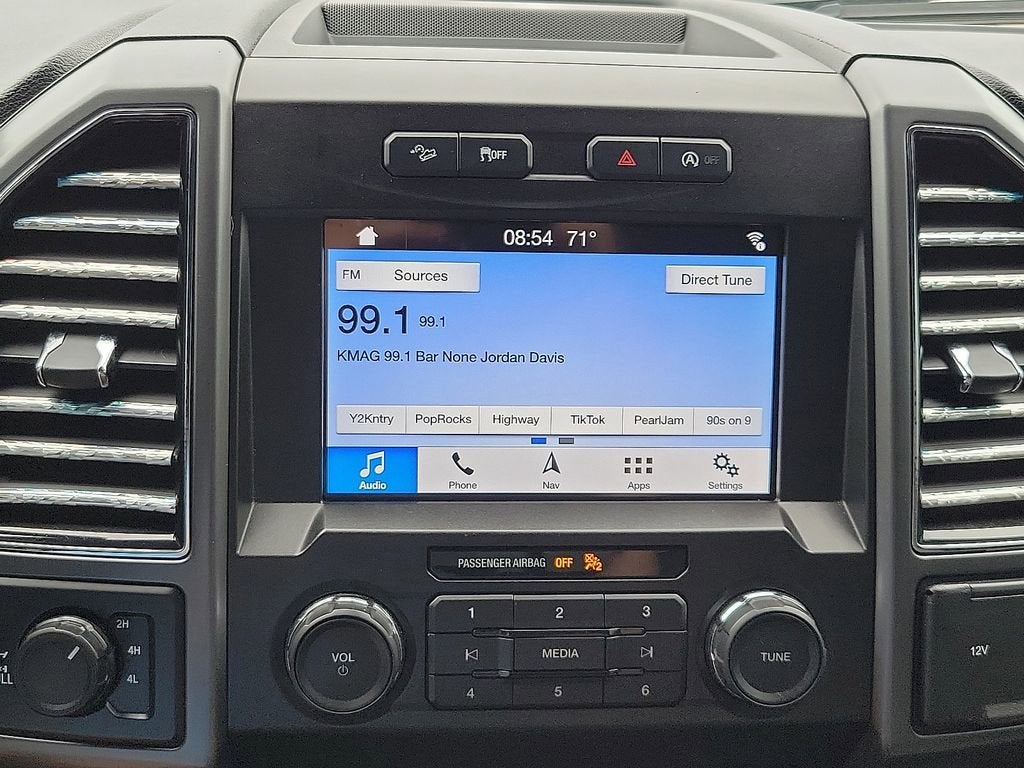 OFF
A OFF
08:54 71°
FM Sources
Direct Tune
99.1 99.1
KMAG 99.1 Bar None Jordan Davis
Y2Kntry PopRocks Highway TikTok PearlJam 90s on 9
Audio Phone Nav Apps Settings
PASSENGER AIRBAG OFF 2
1 2 3
VOL
MEDIA
TUNE
4 5 6
2H
4H
4L
12V